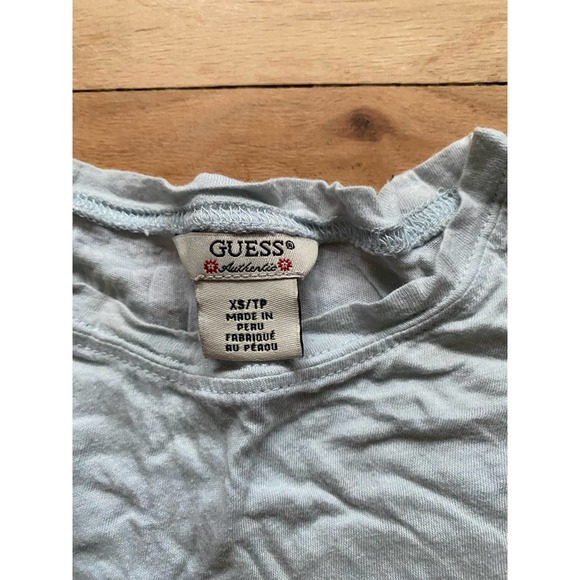 GUESS®
Authentic
XS/TP
MADE IN
PERU
FABRIQUÉ
AU PÉROU